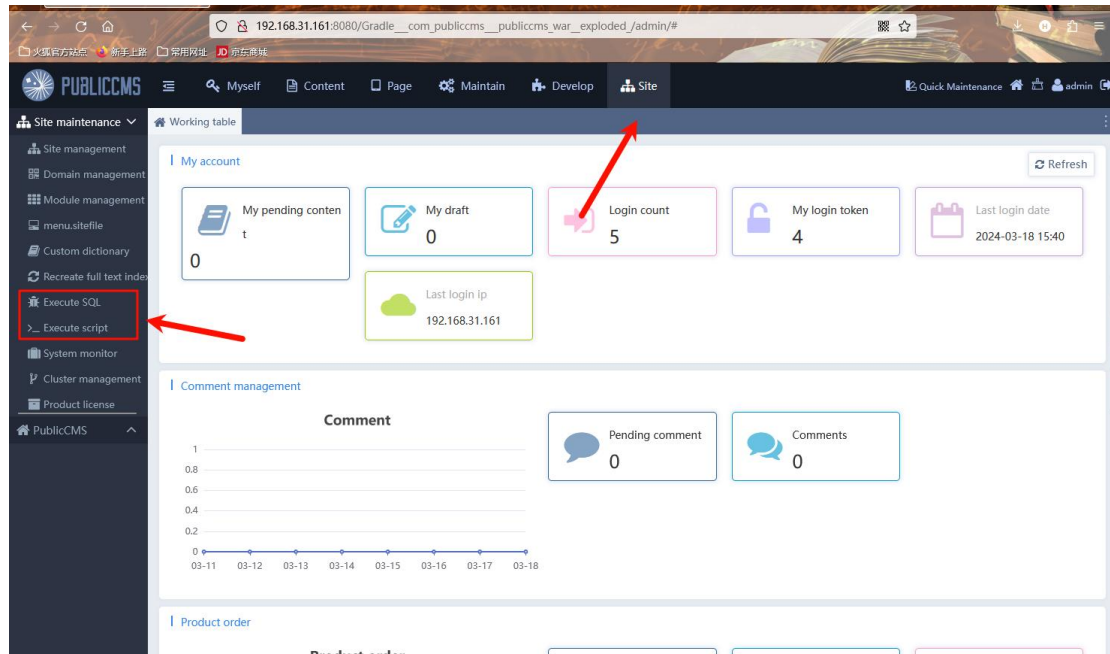 192.168.31.161:8080/Gradle__com_publiccms__publiccms_war__exploded_/admin/#
火狐官方站点 新手上路 常用网址 JD 京东商城
PUBLICCMS Myself Content Page Maintain Develop Site Quick Maintenance admin
Site maintenance
Working table
Site management
Domain management
Module management
menu.sitefile
Custom dictionary
Recreate full text index
Execute SQL
>_ Execute script
System monitor
Cluster management
Product license
PublicCMS
My account
Refresh
My pending conten
t
0
My draft
0
Login count
5
My login token
4
Last login date
2024-03-18 15:40
Last login ip
192.168.31.161
Comment management
Comment
1
0.8
0.6
0.4
0.2
0
03-11 03-12 03-13 03-14 03-15 03-16 03-17 03-18
Pending comment
0
Comments
0
Product order
Product order